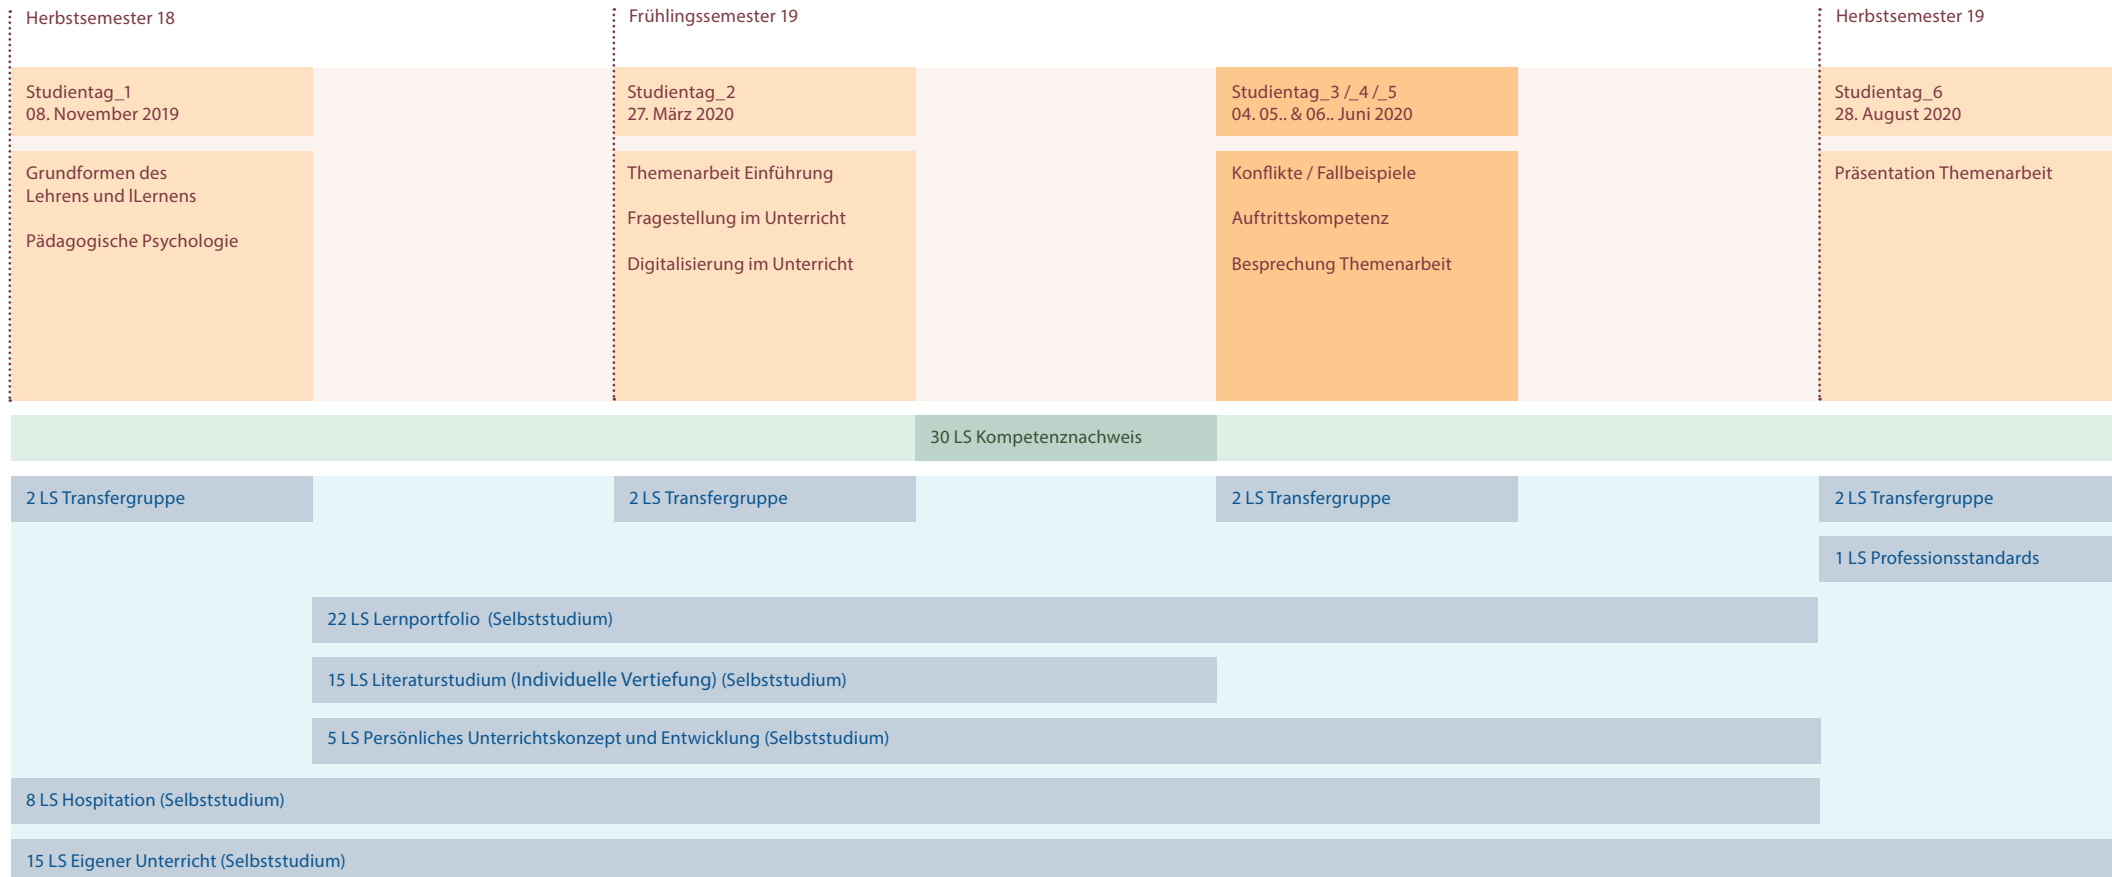 Herbstsemester 18
Frühlingssemester 19
Herbstsemester 19
Studientag_1
08. November 2019
Studientag_2
27. März 2020
Studientag_3 /_4 /_5
04. 05.. & 06.. Juni 2020
Studientag_6
28. August 2020
Grundformen des
Lehrens und lLernens
Pädagogische Psychologie
Themenarbeit Einführung
Fragestellung im Unterricht
Digitalisierung im Unterricht
Konflikte / Fallbeispiele
Auftrittskompetenz
Besprechung Themenarbeit
Präsentation Themenarbeit
30 LS Kompetenznachweis
2 LS Transfergruppe
2 LS Transfergruppe
2 LS Transfergruppe
2 LS Transfergruppe
1 LS Professionsstandards
22 LS Lernportfolio (Selbststudium)
15 LS Literaturstudium (Individuelle Vertiefung) (Selbststudium)
5 LS Persönliches Unterrichtskonzept und Entwicklung (Selbststudium)
8 LS Hospitation (Selbststudium)
15 LS Eigener Unterricht (Selbststudium)